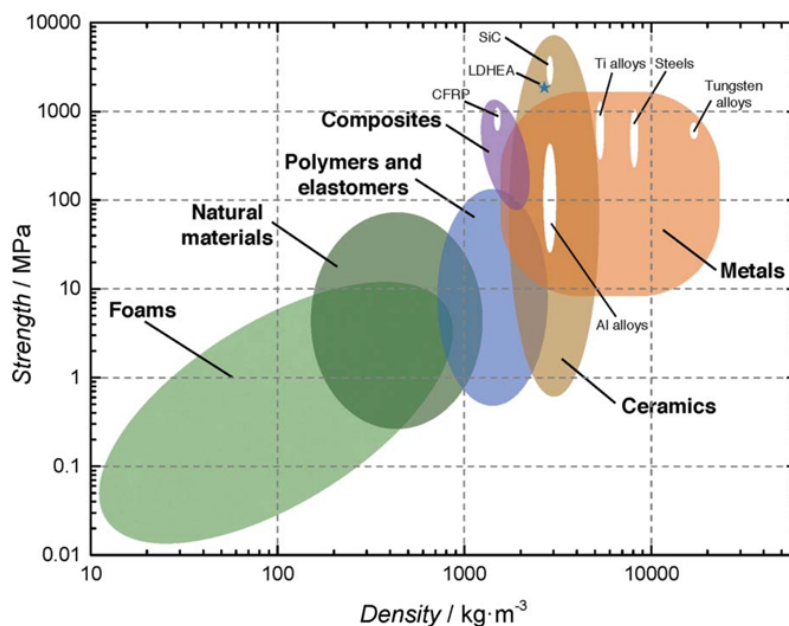 10000
1000
100
10
1
0.1
0.01
Strength / MPa
SiC
LDHEA
CFRP
Ti alloys
Steels
Tungsten
alloys
Composites
Polymers and
elastomers
Natural
materials
Foams
Metals
Al alloys
Ceramics
10
100
1000
10000
Density / kg·m⁻³